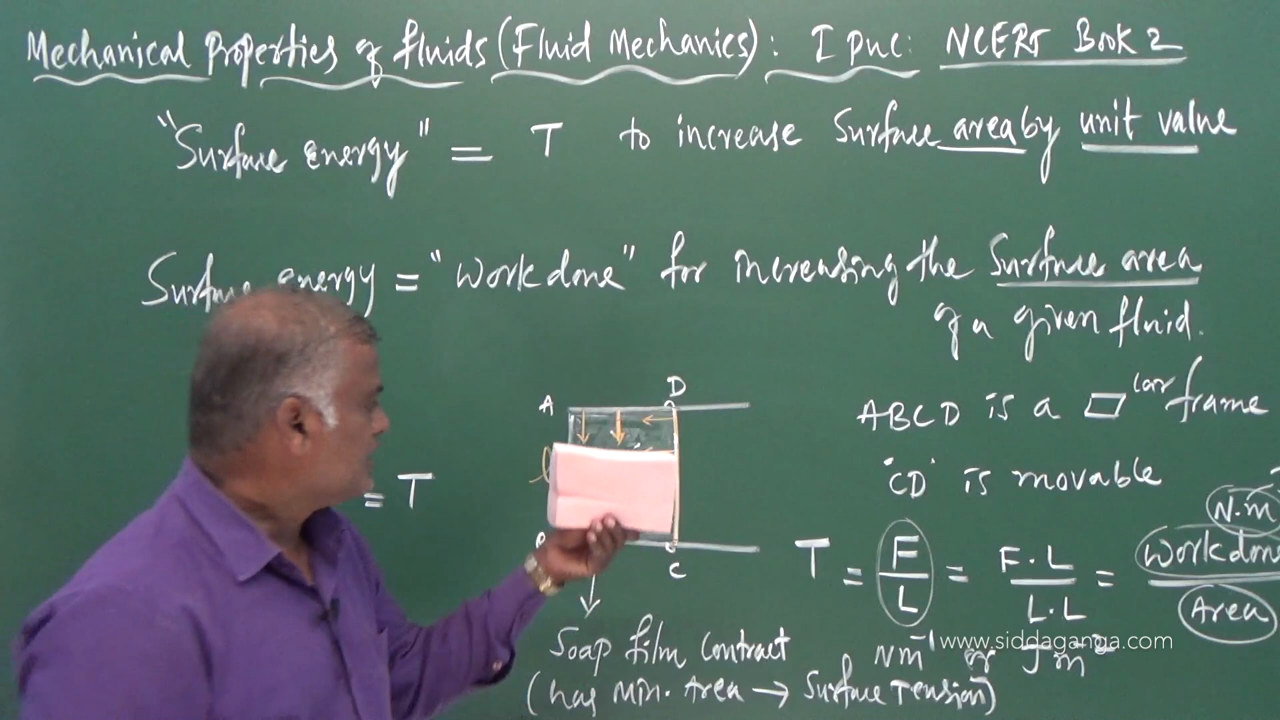 Mechanical Properties of fluids (Fluid Mechanics): I PUC: NCERT Book 2
"Surface energy" = T to increase Surface area by unit value
Surface energy = "Work done" for increasing the Surface area
of a given fluid.
A D
ABCD is a ▱lar frame
= T
'CD' is movable
C
N.m
T = F/L = F.L/L.L = Work done/Area
www.siddaganga.com
Soap film Contract Nm⁻¹ or Jm⁻²
(has Min. Area → Surface Tension)